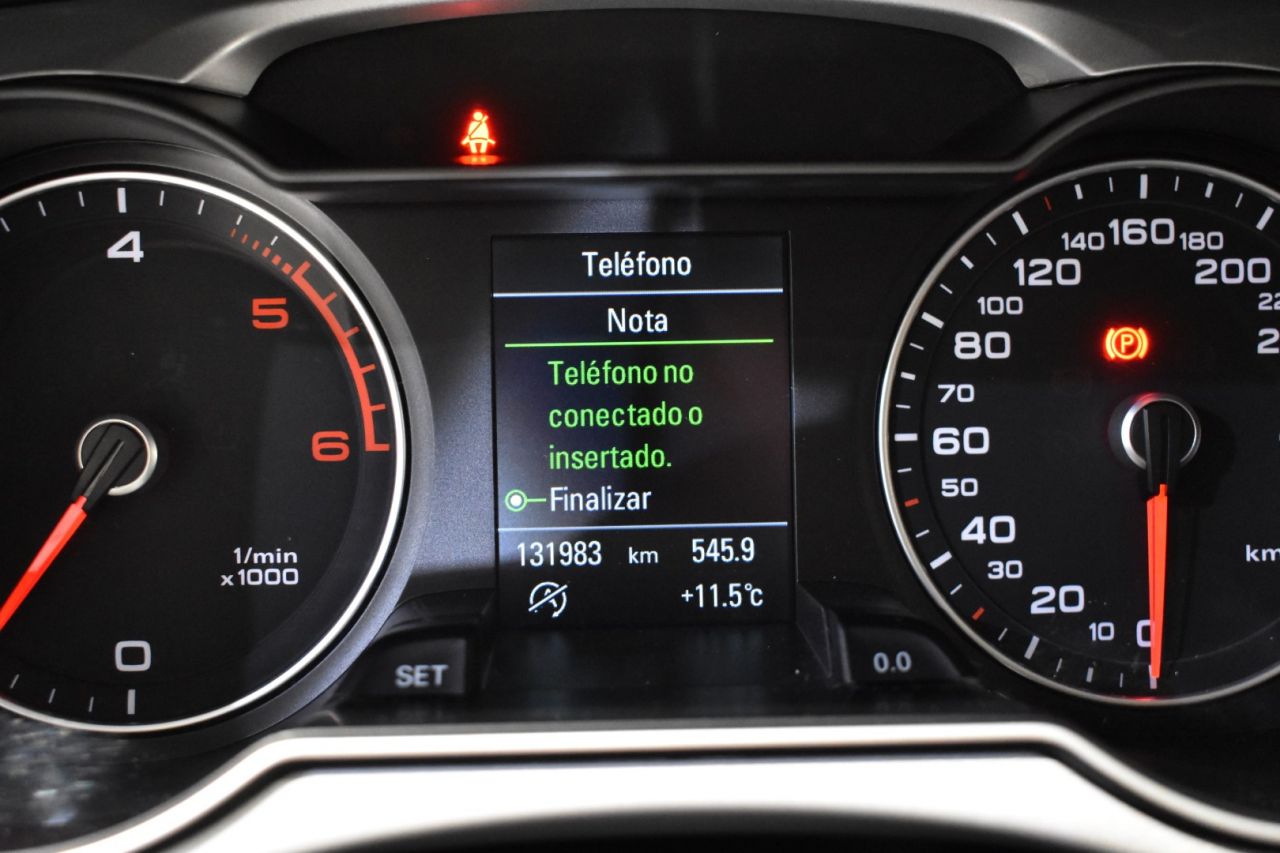 4
5
6
1/min
x1000
0
SET
Teléfono
Nota
Teléfono no
conectado o
insertado.
Finalizar
131983 km 545.9
+11.5°C
0.0
160
140
180
120
200
100
80
70
60
50
40
30
20
10
0
P